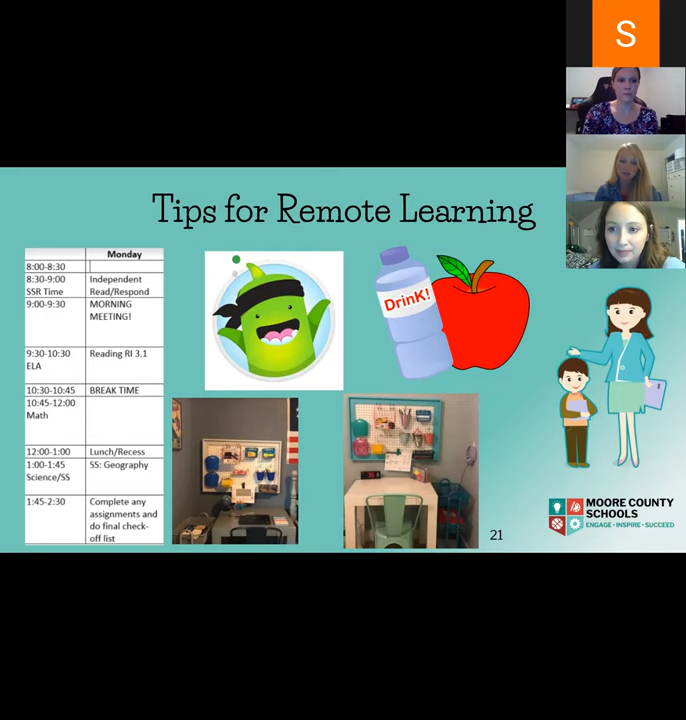 S
Tips for Remote Learning
Monday
8:00-8:30
8:30-9:00 Independent
SSR Time Read/Respond
9:00-9:30 MORNING
MEETING!
9:30-10:30 Reading RI 3.1
ELA
10:30-10:45 BREAK TIME
10:45-12:00
Math
12:00-1:00 Lunch/Recess
1:00-1:45 SS: Geography
Science/SS
1:45-2:30 Complete any
assignments and
do final check-
off list
DrinK!
21
MOORE COUNTY
SCHOOLS
ENGAGE • INSPIRE • SUCCEED